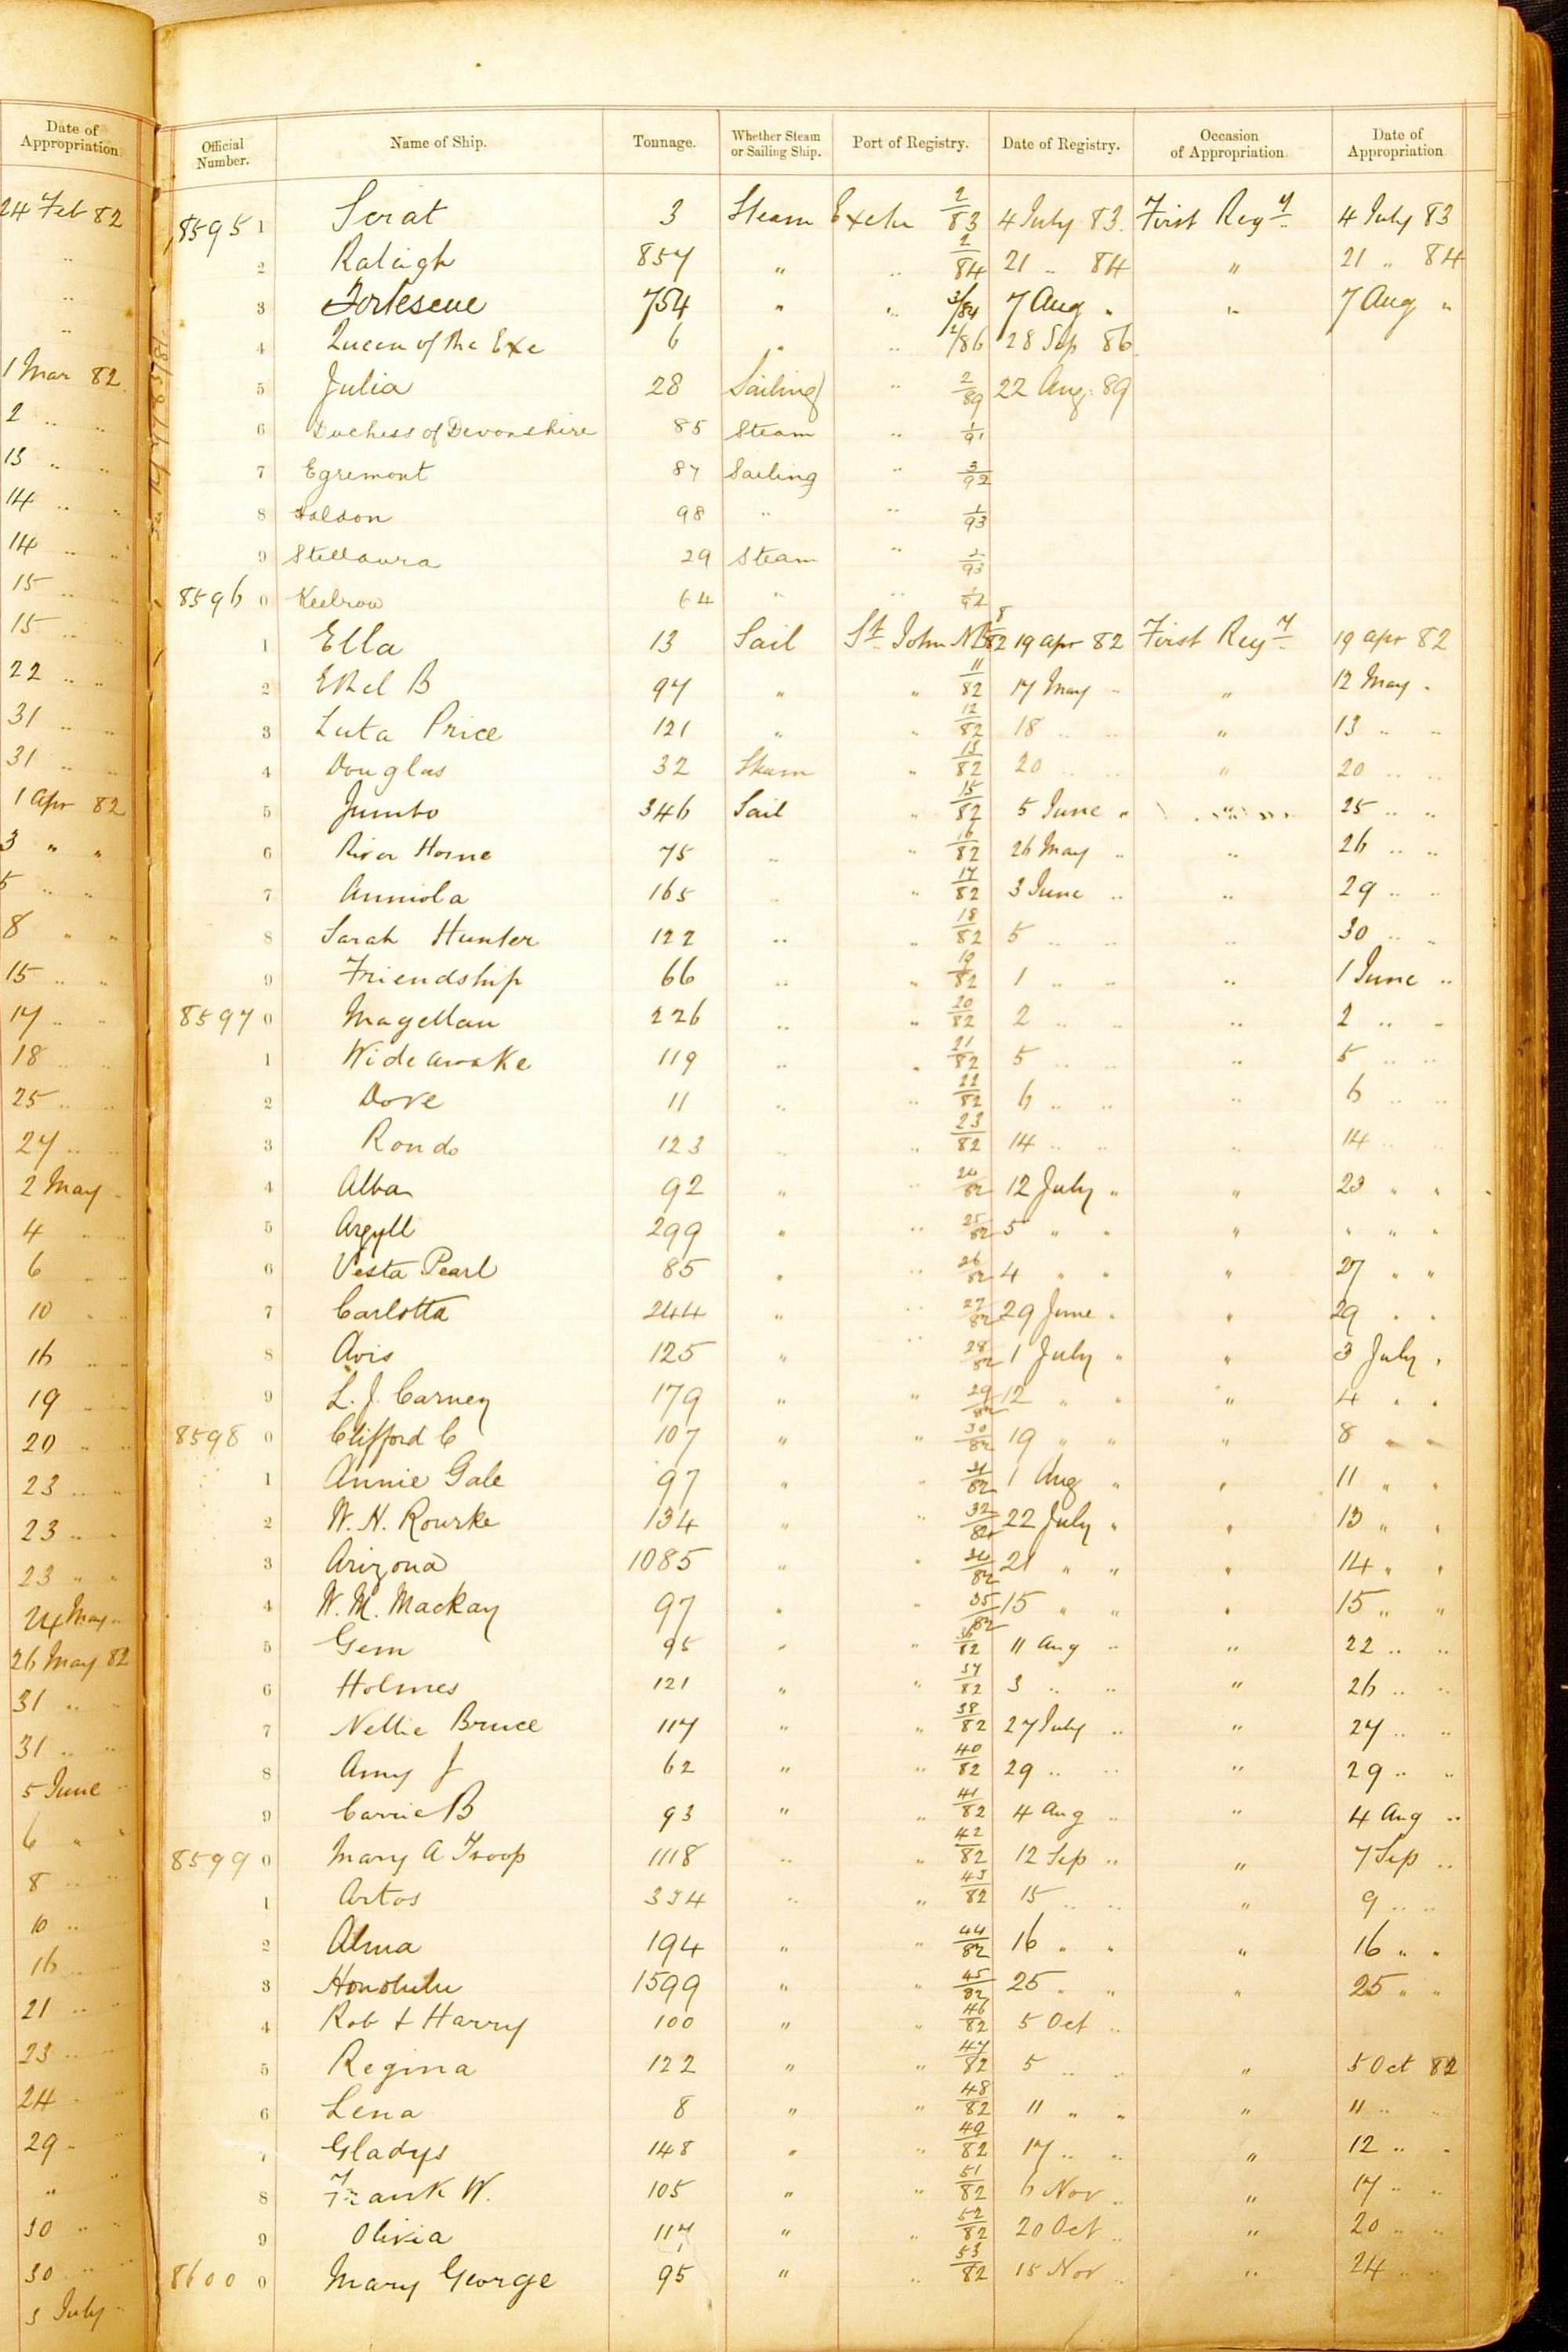 Date of Appropriation
24 Feb 82
"
"
"
1 Mar 82
2 " "
13 " "
14 " "
14 " "
15 " "
15 " "
22 " "
31 " "
31 " "
1 Apr 82
3 " "
5 " "
8 " "
15 " "
17 " "
18 " "
25 " "
27 " "
2 May "
4 " "
6 " "
10 " "
16 " "
19 " "
20 " "
23 " "
23 " "
23 " "
24 May "
26 May 82
31 " "
31 " "
5 June "
6 " "
8 " "
10 "
16 " "
21 " "
23 " "
24 " "
29 " "
" "
30 " "
30 " "
3 July "
Official Number. Name of Ship. Tonnage. Whether Steam or Sailing Ship. Port of Registry. Date of Registry. Occasion of Appropriation. Date of Appropriation
8595 1 3 Steam Exeter 2/83 4 July 83. First Regy 4 July 83
2 Raleigh 857 " " 2/84 21 " 84 " 21 " 84
3 Fortescue 754 " " 3/84 7 Aug " " 7 Aug "
4 Queen of the Exe 6 " " 1/86 28 Sep 86
5 Julia 28 Sailing " 2/89 22 Aug. 89
6 Duchess of Devonshire 85 Steam " 1/91
7 Egremont 87 Sailing " 3/92
8 98 " " 1/93
9 Stellaura 29 Steam " 2/93
8596 0 Keelrow 64 " "
1 Ella 13 Sail St. John NB 8/82 19 Apr 82 First Regy 19 Apr 82
2 Ethel B 97 " " 11/82 17 May " " 12 May "
3 Luta Price 121 " " 12/82 18 " " " 13 " "
4 Douglas 32 Steam " 13/82 20 " " " 20 " "
5 Jumbo 346 Sail " 15/82 5 June " " 25 " "
6 River Home 75 " " 16/82 26 May " " 26 " "
7 Anniola 165 " " 17/82 3 June " " 29 " "
8 Sarah Hunter 122 " " 18/82 5 " " " 30 " "
9 Friendship 66 " " 19/82 1 " " " 1 June "
8597 0 Magellan 226 " " 20/82 2 " " " 2 " "
1 Wide awake 119 " " 21/82 5 " " " 5 " "
2 Dove 11 " " 22/82 6 " " " 6 " "
3 Rondo 123 " " 23/82 14 " " " 14 " "
4 Alba 92 " " 24/82 12 July " " 23 " "
5 Argyll 299 " " 25/82 5 " " " " " "
6 Vesta Pearl 85 " " 26/82 4 " " " 27 " "
7 Carlotta 244 " " 27/82 29 June " " 29 " "
8 Avis 125 " " 28/82 1 July " " 3 July "
9 L. J. Carney 179 " " 29/82 12 " " " 4 " "
8598 0 Clifford C 107 " " 30/82 19 " " " 8 " "
1 Annie Gale 97 " " 31/82 1 Aug " " 11 " "
2 W. H. Rourke 134 " " 32/82 22 July " " 13 " "
3 Arizona 1085 " " 34/82 21 " " " 14 " "
4 W. M. Mackay 97 " " 35/82 15 " " " 15 " "
5 Gem 95 " " 36/82 11 Aug " " 22 " "
6 Holmes 121 " " 37/82 3 " " " 26 " "
7 Nellie Bruce 117 " " 38/82 27 July " " 27 " "
8 Amy J 62 " " 40/82 29 " " " 29 " "
9 Carrie B 93 " " 41/82 4 Aug " " 4 Aug "
8599 0 Mary A Troop 1118 " " 42/82 12 Sep " " 7 Sep "
1 Artos 334 " " 43/82 15 " " " 9 " "
2 Alma 194 " " 44/82 16 " " " 16 " "
3 Honolulu 1599 " " 45/82 25 " " " 25 " "
4 Rob & Harry 100 " " 46/82 5 Oct "
5 Regina 122 " " 47/82 5 " " " 5 Oct 82
6 Lena 8 " " 48/82 11 " " " 11 " "
7 Gladys 148 " " 49/82 17 " " " 12 " "
8 Frank W. 105 " " 51/82 6 Nov " " 17 " "
9 Olivia 117 " " 52/82 20 Oct " " 20 " "
8600 0 Mary George 95 " " 53/82 15 Nov " " 24 " "